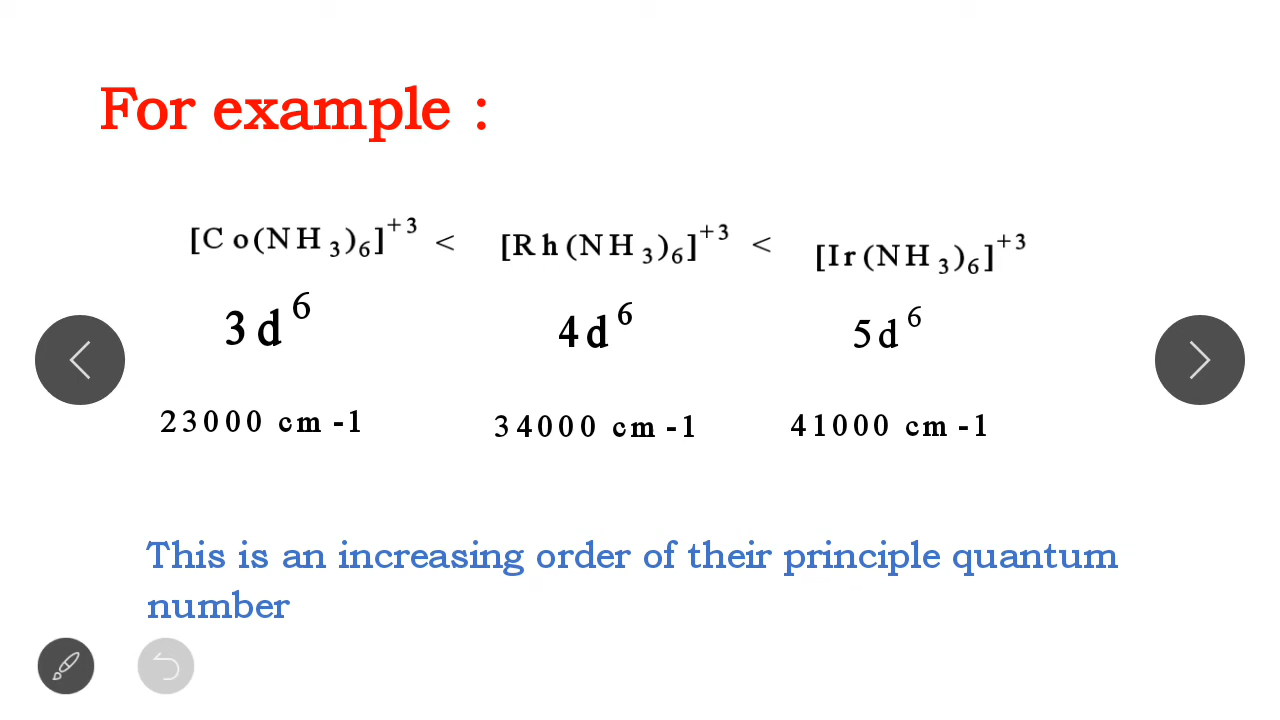 For example :
[Co(NH₃)₆]⁺³ < [Rh(NH₃)₆]⁺³ < [Ir(NH₃)₆]⁺³
3d⁶ 4d⁶ 5d⁶
23000 cm -1 34000 cm -1 41000 cm -1
This is an increasing order of their principle quantum
number